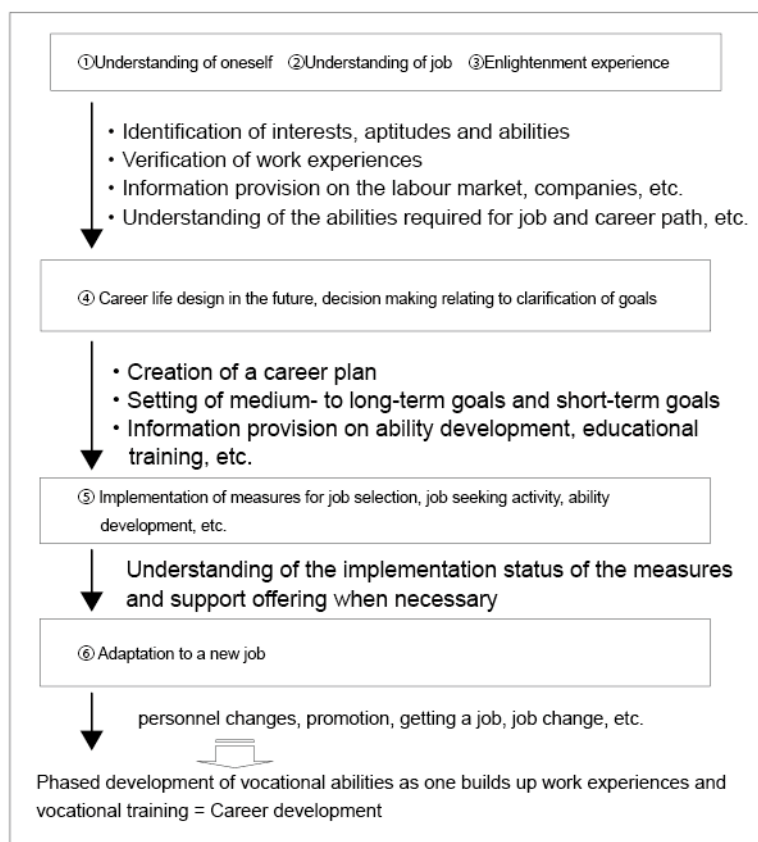 ①Understanding of oneself ②Understanding of job ③Enlightenment experience
・Identification of interests, aptitudes and abilities
・Verification of work experiences
・Information provision on the labour market, companies, etc.
・Understanding of the abilities required for job and career path, etc.
④ Career life design in the future, decision making relating to clarification of goals
・Creation of a career plan
・Setting of medium- to long-term goals and short-term goals
・Information provision on ability development, educational
training, etc.
⑤ Implementation of measures for job selection, job seeking activity, ability
development, etc.
Understanding of the implementation status of the measures
and support offering when necessary
⑥ Adaptation to a new job
personnel changes, promotion, getting a job, job change, etc.
Phased development of vocational abilities as one builds up work experiences and
vocational training = Career development